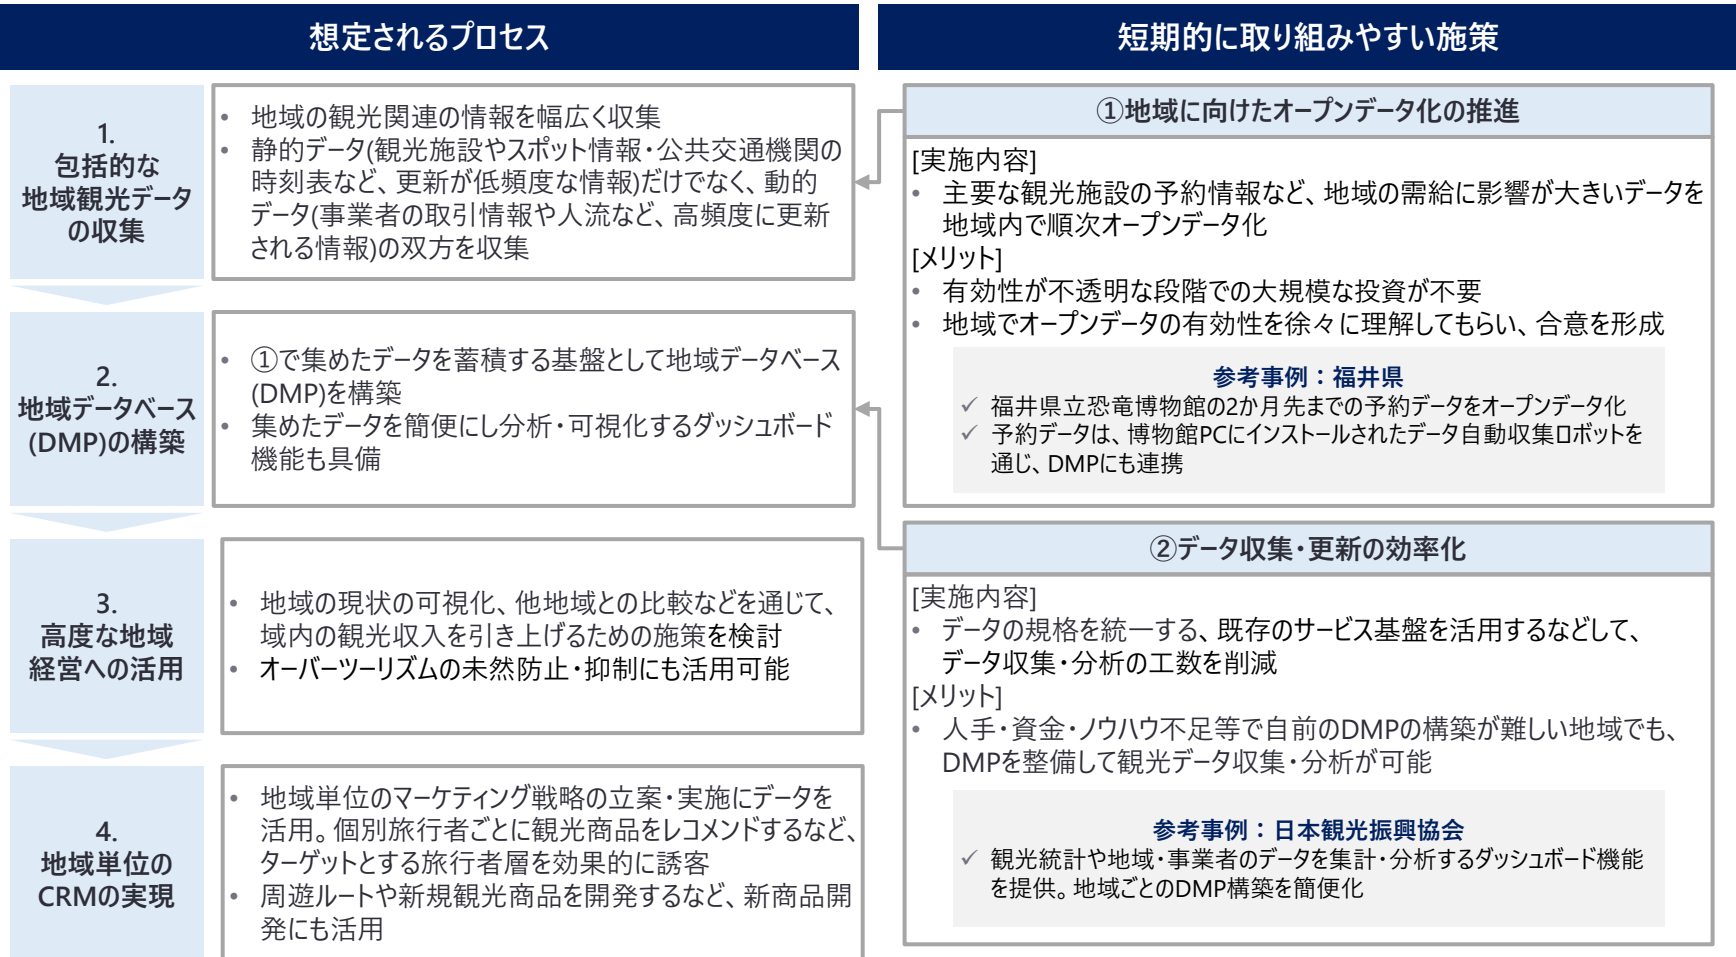 想定されるプロセス
1.
包括的な
地域観光データ
の収集
• 地域の観光関連の情報を幅広く収集
• 静的データ(観光施設やスポット情報・公共交通機関の
時刻表など、更新が低頻度な情報)だけでなく、動的
データ(事業者の取引情報や人流など、高頻度に更新
される情報)の双方を収集
2.
地域データベース
(DMP)の構築
• ①で集めたデータを蓄積する基盤として地域データベース
(DMP)を構築
• 集めたデータを簡便にし分析・可視化するダッシュボード
機能も具備
3.
高度な地域
経営への活用
• 地域の現状の可視化、他地域との比較などを通じて、
域内の観光収入を引き上げるための施策を検討
• オーバーツーリズムの未然防止・抑制にも活用可能
4.
地域単位の
CRMの実現
• 地域単位のマーケティング戦略の立案・実施にデータを
活用。個別旅行者ごとに観光商品をレコメンドするなど、
ターゲットとする旅行者層を効果的に誘客
• 周遊ルートや新規観光商品を開発するなど、新商品開
発にも活用
短期的に取り組みやすい施策
①地域に向けたオープンデータ化の推進
[実施内容]
• 主要な観光施設の予約情報など、地域の需給に影響が大きいデータを
地域内で順次オープンデータ化
[メリット]
• 有効性が不透明な段階での大規模な投資が不要
• 地域でオープンデータの有効性を徐々に理解してもらい、合意を形成
参考事例：福井県
✓ 福井県立恐竜博物館の2か月先までの予約データをオープンデータ化
✓ 予約データは、博物館PCにインストールされたデータ自動収集ロボットを
通じ、DMPにも連携
②データ収集・更新の効率化
[実施内容]
• データの規格を統一する、既存のサービス基盤を活用するなどして、
データ収集・分析の工数を削減
[メリット]
• 人手・資金・ノウハウ不足等で自前のDMPの構築が難しい地域でも、
DMPを整備して観光データ収集・分析が可能
参考事例：日本観光振興協会
✓ 観光統計や地域・事業者のデータを集計・分析するダッシュボード機能
を提供。地域ごとのDMP構築を簡便化